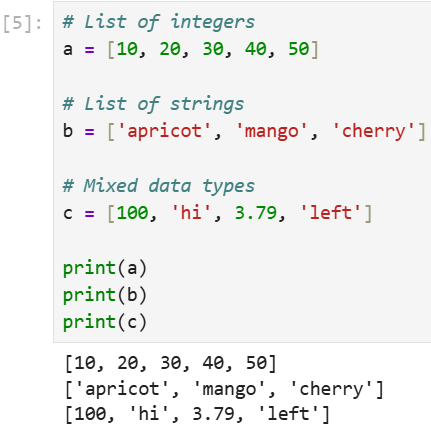 [5]:
# List of integers
a = [10, 20, 30, 40, 50]
# List of strings
b = ['apricot', 'mango', 'cherry']
# Mixed data types
c = [100, 'hi', 3.79, 'left']
print(a)
print(b)
print(c)
[10, 20, 30, 40, 50]
['apricot', 'mango', 'cherry']
[100, 'hi', 3.79, 'left']